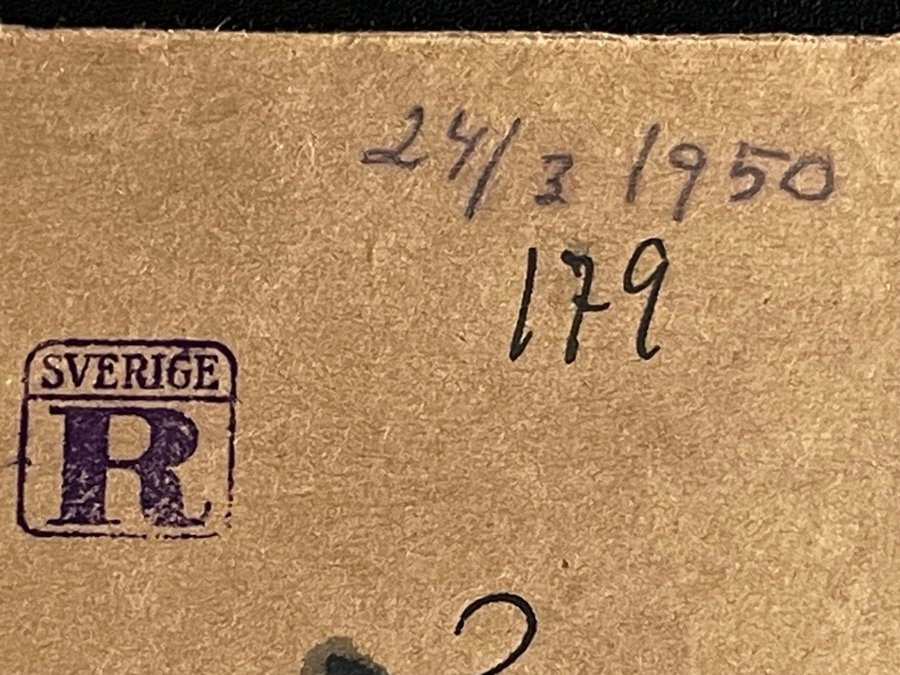 24/3 1950
179
SVERIGE
R